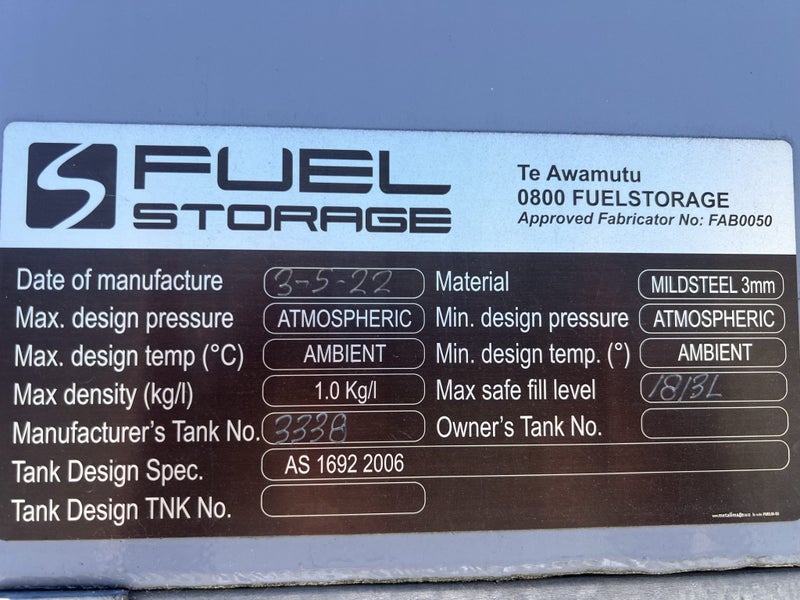 FUEL
STORAGE
Te Awamutu
0800 FUELSTORAGE
Approved Fabricator No: FAB0050
Date of manufacture 3-5-22 Material MILDSTEEL 3mm
Max. design pressure ATMOSPHERIC Min. design pressure ATMOSPHERIC
Max. design temp (°C) AMBIENT Min. design temp. (°) AMBIENT
Max density (kg/l) 1.0 Kg/l Max safe fill level 1813L
Manufacturer's Tank No. 3338 Owner's Tank No.
Tank Design Spec. AS 1692 2006
Tank Design TNK No.